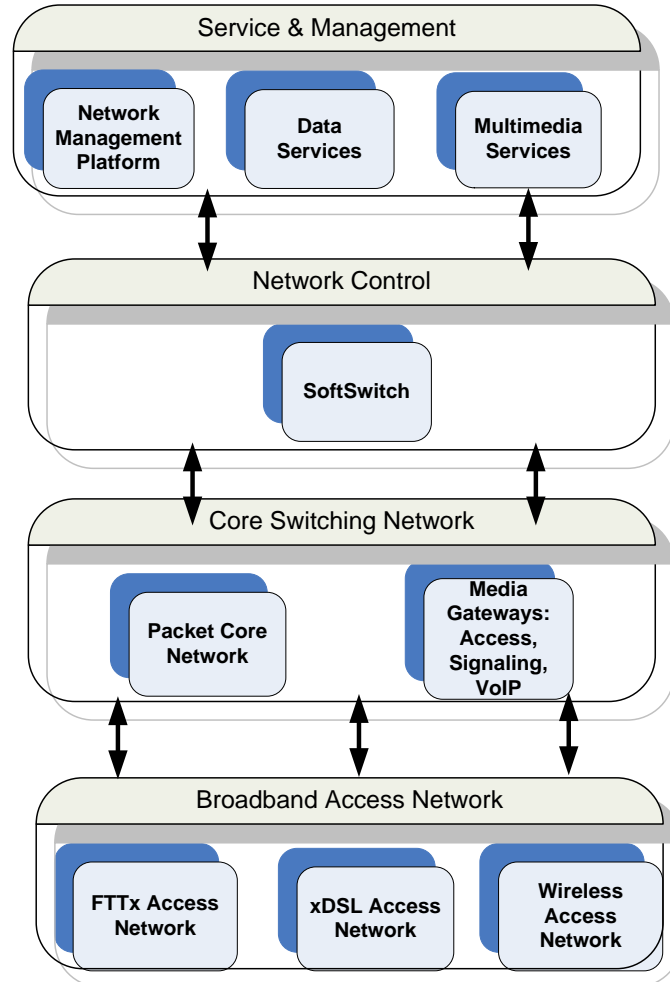 Service & Management
Network
Management
Platform
Data
Services
Multimedia
Services
Network Control
SoftSwitch
Core Switching Network
Packet Core
Network
Media
Gateways:
Access,
Signaling,
VoIP
Broadband Access Network
FTTx Access
Network
xDSL Access
Network
Wireless
Access
Network